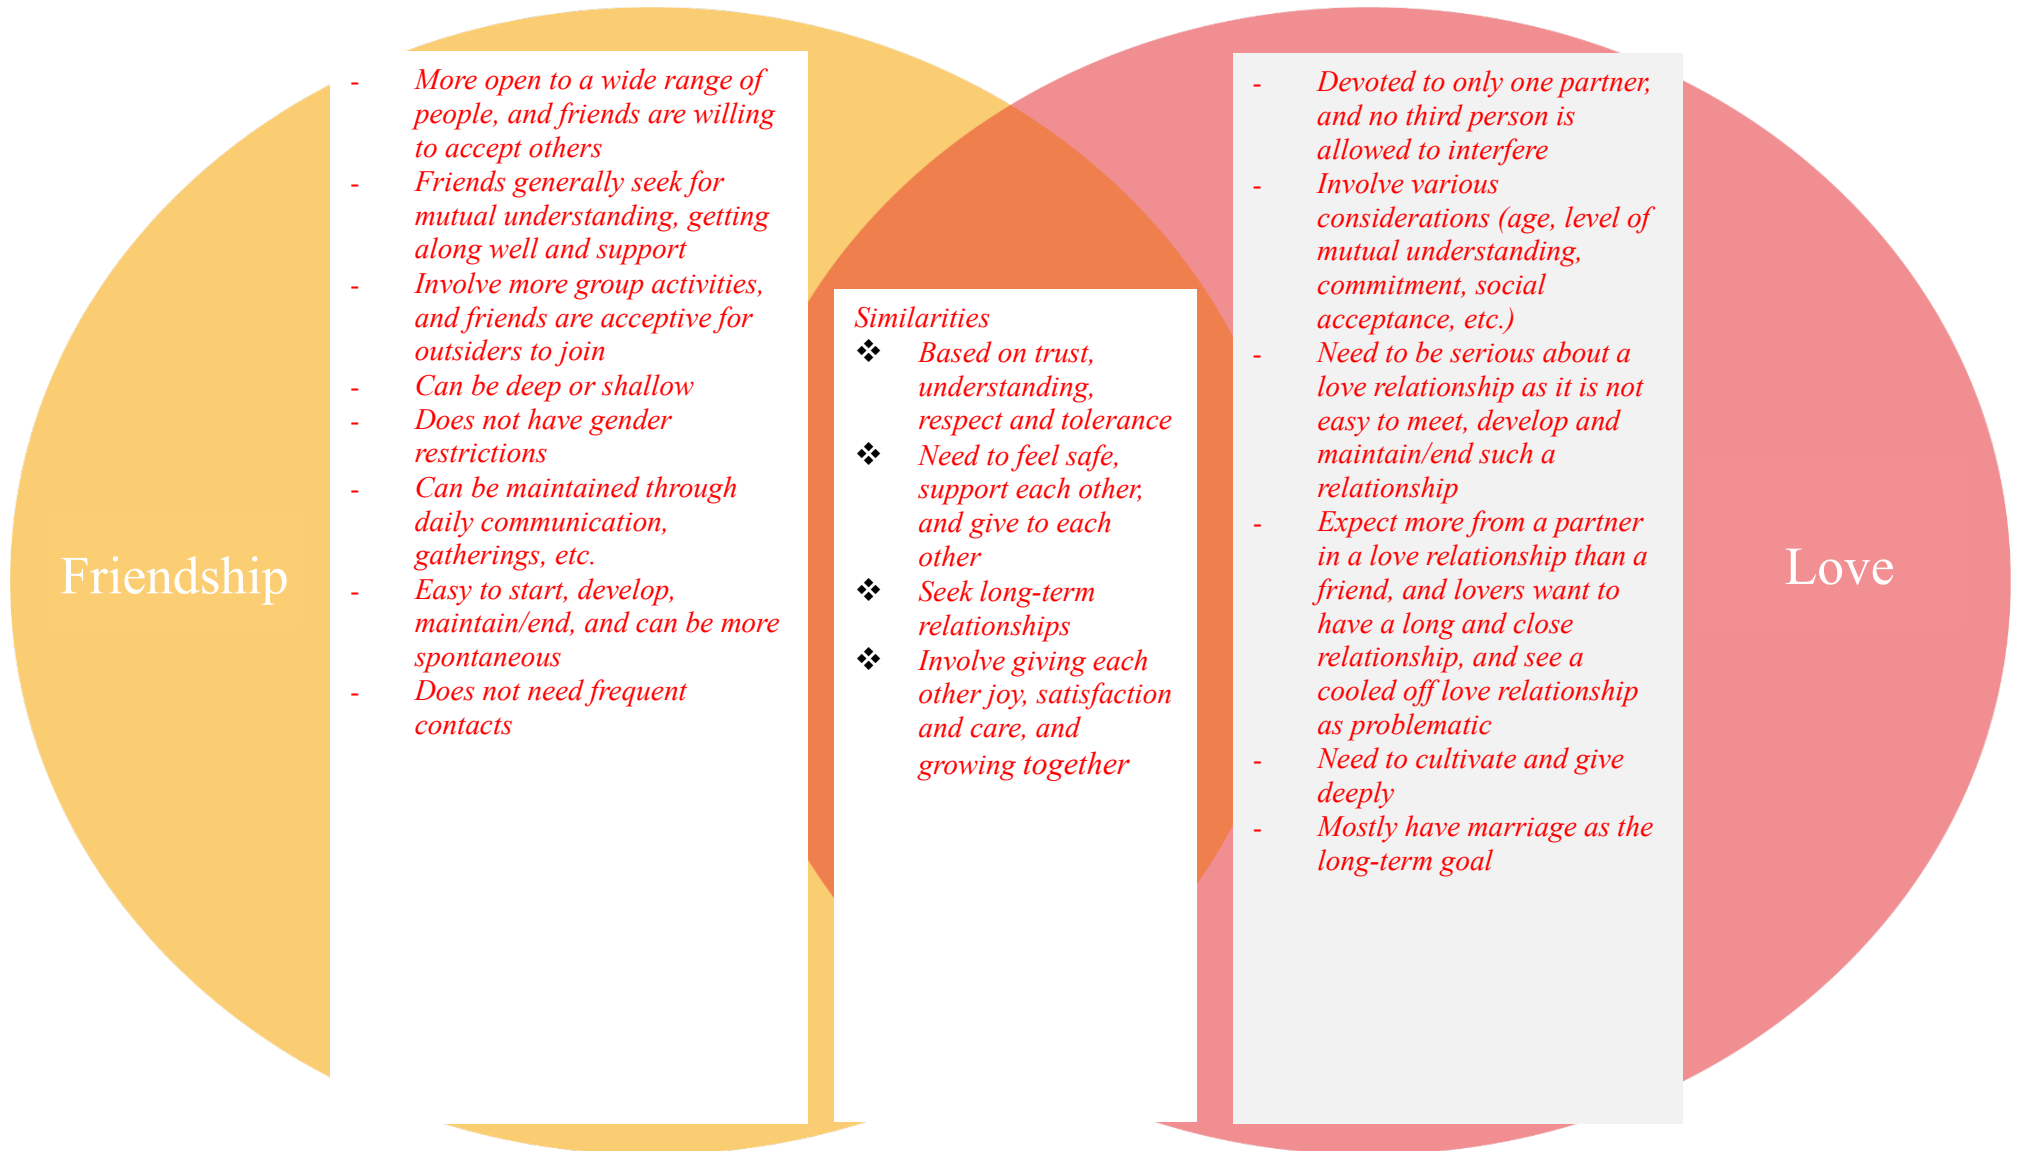 Friendship
- More open to a wide range of
people, and friends are willing
to accept others
- Friends generally seek for
mutual understanding, getting
along well and support
- Involve more group activities,
and friends are acceptive for
outsiders to join
- Can be deep or shallow
- Does not have gender
restrictions
- Can be maintained through
daily communication,
gatherings, etc.
- Easy to start, develop,
maintain/end, and can be more
spontaneous
- Does not need frequent
contacts
Similarities
❖ Based on trust,
understanding,
respect and tolerance
❖ Need to feel safe,
support each other,
and give to each
other
❖ Seek long-term
relationships
❖ Involve giving each
other joy, satisfaction
and care, and
growing together
- Devoted to only one partner,
and no third person is
allowed to interfere
- Involve various
considerations (age, level of
mutual understanding,
commitment, social
acceptance, etc.)
- Need to be serious about a
love relationship as it is not
easy to meet, develop and
maintain/end such a
relationship
- Expect more from a partner
in a love relationship than a
friend, and lovers want to
have a long and close
relationship, and see a
cooled off love relationship
as problematic
- Need to cultivate and give
deeply
- Mostly have marriage as the
long-term goal
Love